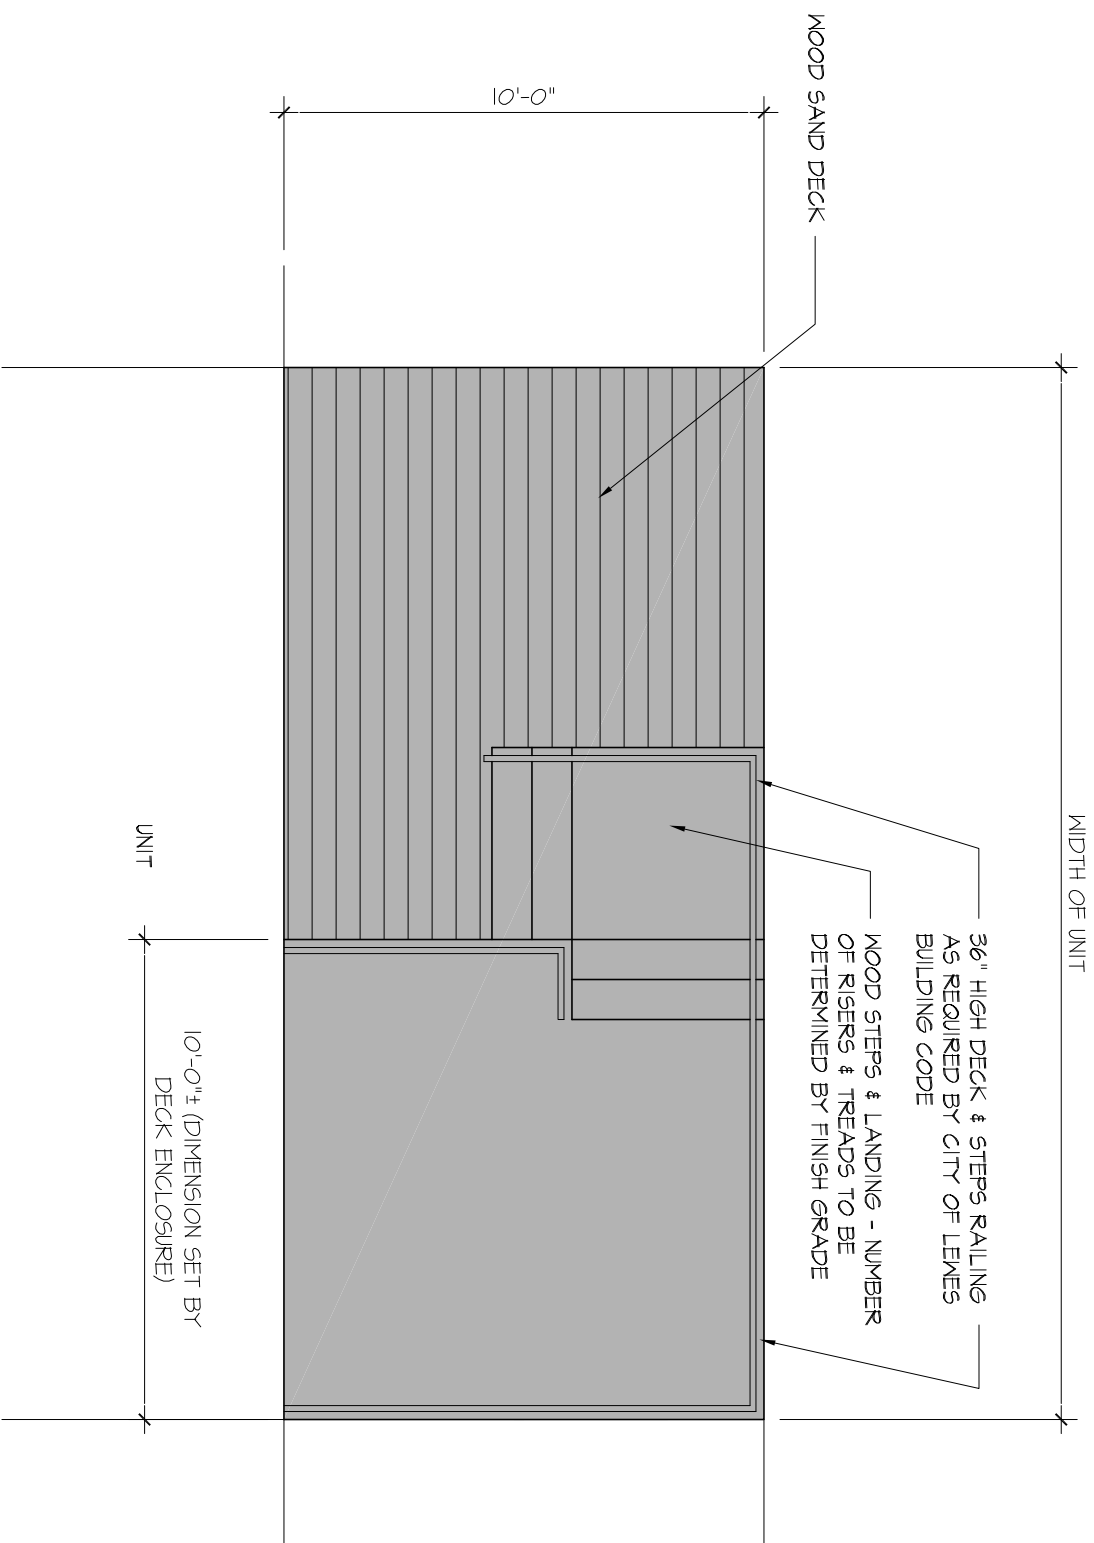 WIDTH OF UNIT
36" HIGH DECK & STEPS RAILING
AS REQUIRED BY CITY OF LEWES
BUILDING CODE
WOOD STEPS & LANDING - NUMBER
OF RISERS & TREADS TO BE
DETERMINED BY FINISH GRADE
WOOD SAND DECK
10'-0"
10'-0"± (DIMENSION SET BY
DECK ENCLOSURE)
UNIT